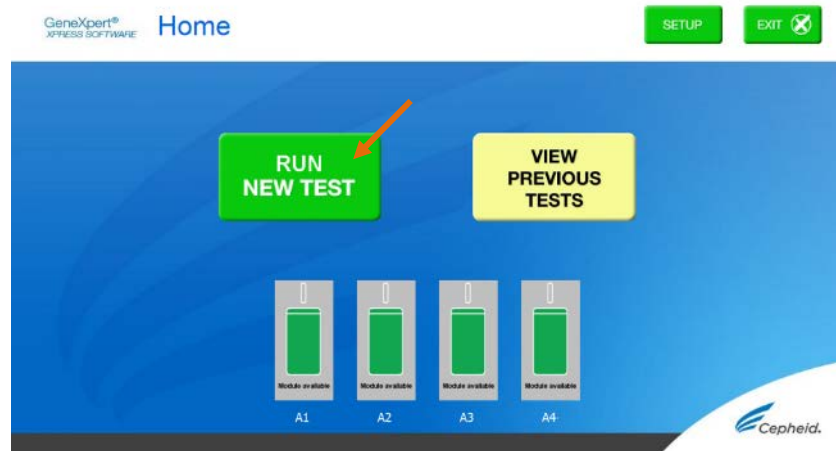 GeneXpert®
XPRESS SOFTWARE
Home
SETUP
EXIT
RUN
NEW TEST
VIEW
PREVIOUS
TESTS
Module available
Module available
Module available
Module available
A1
A2
A3
A4
Cepheid.